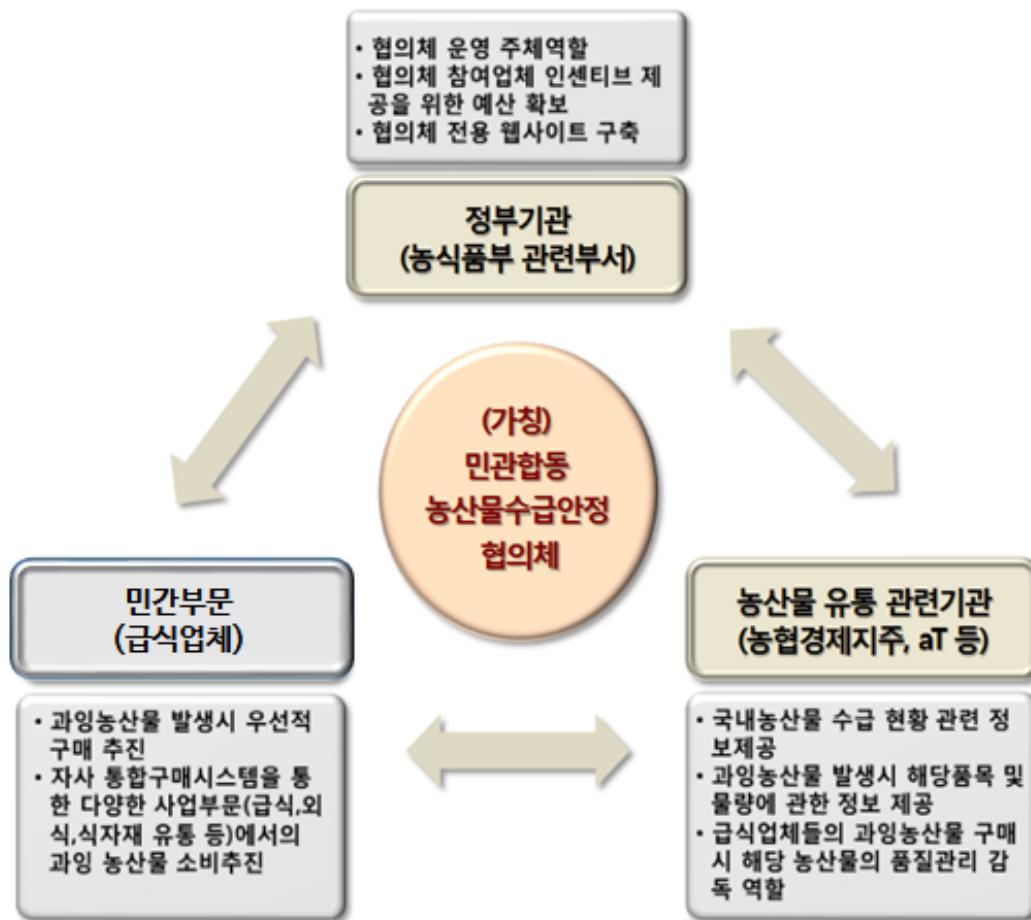 • 협의체 운영 주체역할
• 협의체 참여업체 인센티브 제
공을 위한 예산 확보
• 협의체 전용 웹사이트 구축
정부기관
(농식품부 관련부서)
(가칭)
민관합동
농산물수급안정
협의체
민간부문
(급식업체)
• 과잉농산물 발생시 우선적
구매 추진
• 자사 통합구매시스템을 통
한 다양한 사업부문(급식,외
식,식자재 유통 등)에서의
과잉 농산물 소비추진
농산물 유통 관련기관
(농협경제지주, aT 등)
• 국내농산물 수급 현황 관련 정
보제공
• 과잉농산물 발생시 해당품목 및
물량에 관한 정보 제공
• 급식업체들의 과잉농산물 구매
시 해당 농산물의 품질관리 감
독 역할